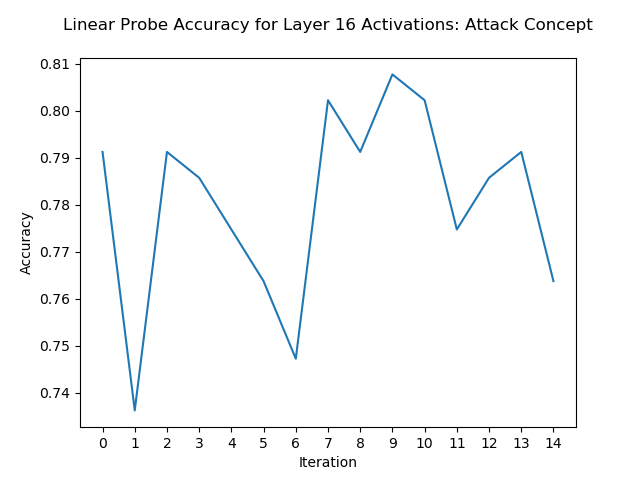 Linear Probe Accuracy for Layer 16 Activations: Attack Concept
0.81
0.80
0.79
0.78
0.77
0.76
0.75
0.74
Accuracy
0 1 2 3 4 5 6 7 8 9 10 11 12 13 14
Iteration